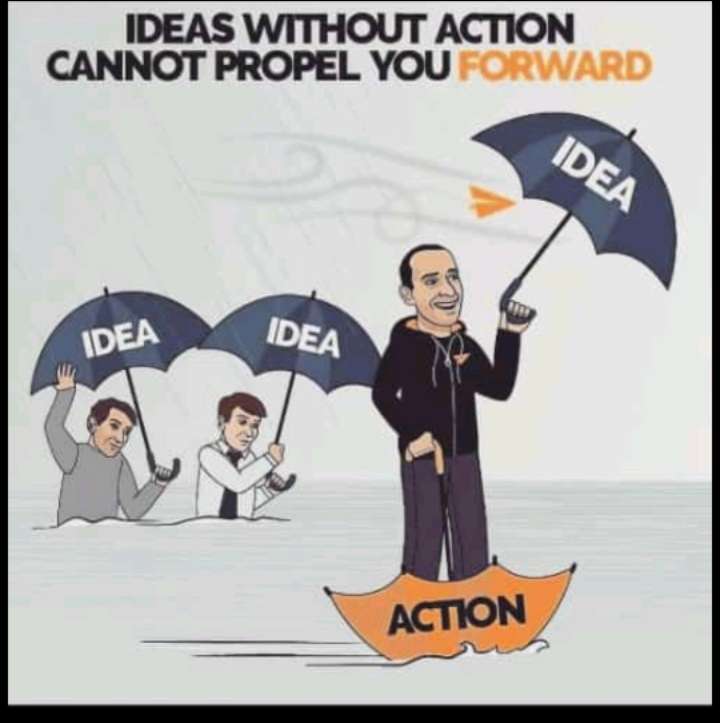 IDEAS WITHOUT ACTION
CANNOT PROPEL YOU FORWARD
IDEA
IDEA
IDEA
ACTION